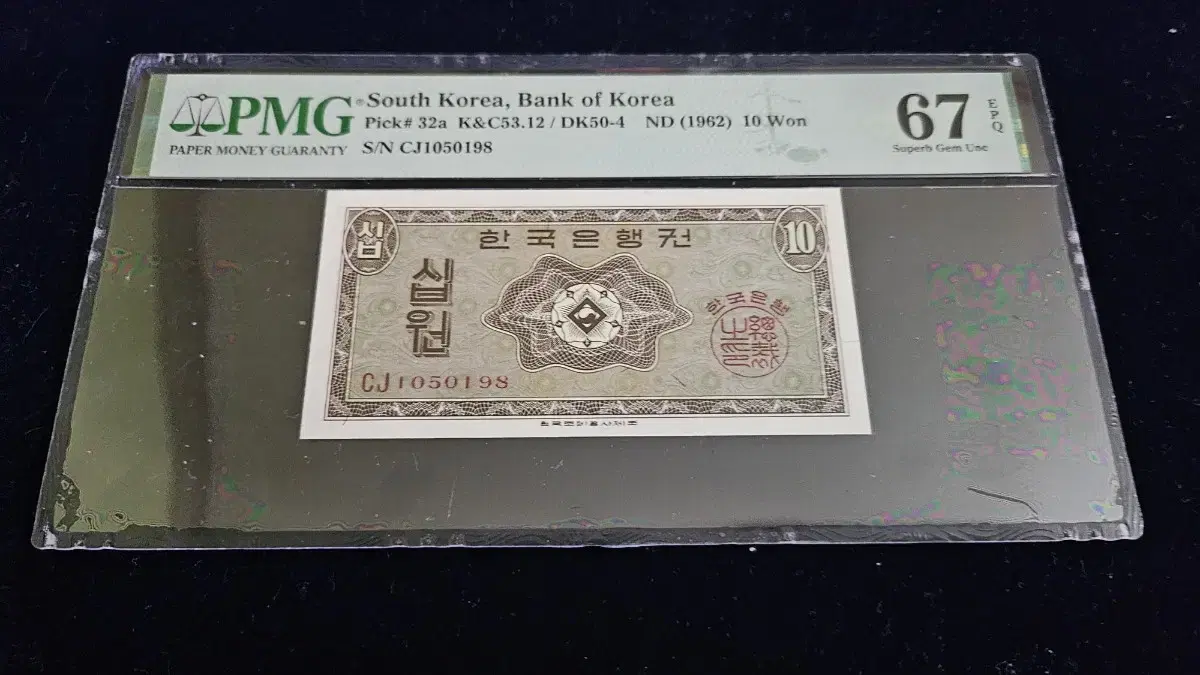 PMG® South Korea, Bank of Korea
Pick# 32a K&C53.12 / DK50-4 ND (1962) 10 Won
PAPER MONEY GUARANTY S/N CJ1050198
67 EPQ
Superb Gem Unc
십
한국은행권
10
십원
한국은행
CJ1050198